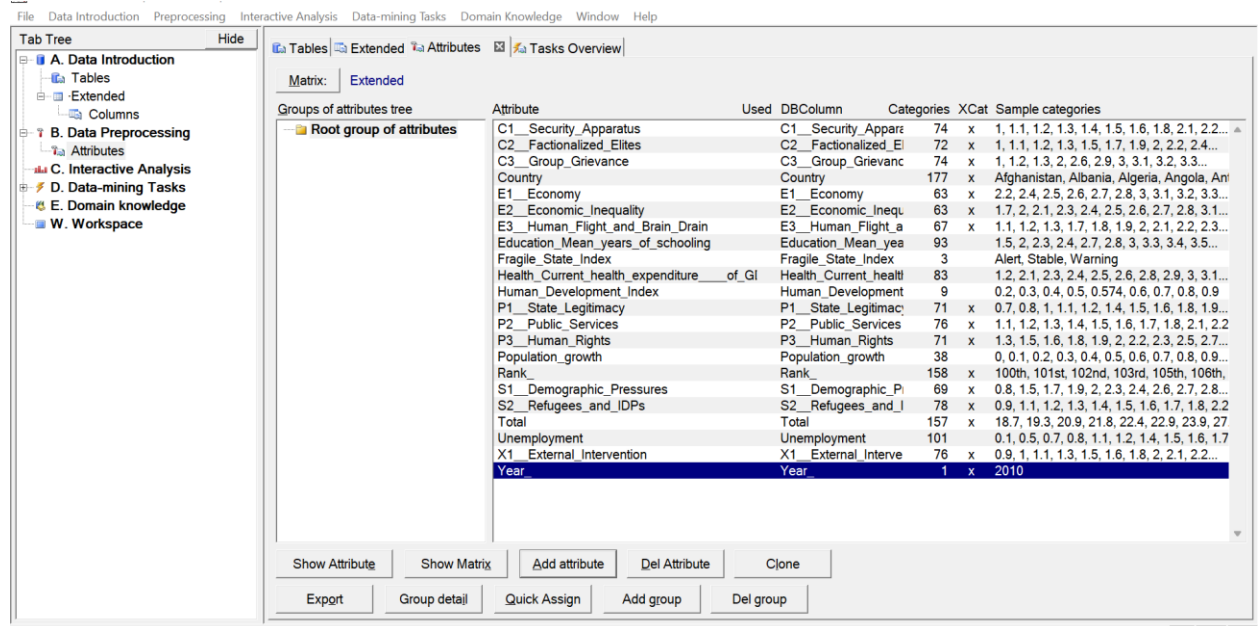 File Data Introduction Preprocessing Interactive Analysis Data-mining Tasks Domain Knowledge Window Help
Tab Tree Hide
A. Data Introduction
Tables
·Extended
Columns
B. Data Preprocessing
Attributes
C. Interactive Analysis
D. Data-mining Tasks
E. Domain knowledge
W. Workspace
Tables Extended Attributes Tasks Overview
Matrix: Extended
Groups of attributes tree
Root group of attributes
Attribute Used DBColumn Categories XCat Sample categories
C1__Security_Apparatus C1__Security_Appara 74 x 1, 1.1, 1.2, 1.3, 1.4, 1.5, 1.6, 1.8, 2.1, 2.2...
C2__Factionalized_Elites C2__Factionalized_El 72 x 1, 1.1, 1.2, 1.3, 1.5, 1.7, 1.9, 2, 2.2, 2.4...
C3__Group_Grievance C3__Group_Grievanc 74 x 1, 1.2, 1.3, 2, 2.6, 2.9, 3, 3.1, 3.2, 3.3...
Country Country 177 x Afghanistan, Albania, Algeria, Angola, Ant
E1__Economy E1__Economy 63 x 2.2, 2.4, 2.5, 2.6, 2.7, 2.8, 3, 3.1, 3.2, 3.3...
E2__Economic_Inequality E2__Economic_Inequ 63 x 1.7, 2, 2.1, 2.3, 2.4, 2.5, 2.6, 2.7, 2.8, 3.1...
E3__Human_Flight_and_Brain_Drain E3__Human_Flight_a 67 x 1.1, 1.2, 1.3, 1.7, 1.8, 1.9, 2, 2.1, 2.2, 2.3...
Education_Mean_years_of_schooling Education_Mean_yea 93 1.5, 2, 2.3, 2.4, 2.7, 2.8, 3, 3.3, 3.4, 3.5...
Fragile_State_Index Fragile_State_Index 3 Alert, Stable, Warning
Health_Current_health_expenditure____of_GI Health_Current_healtl 83 1.2, 2.1, 2.3, 2.4, 2.5, 2.6, 2.8, 2.9, 3, 3.1...
Human_Development_Index Human_Development 9 0.2, 0.3, 0.4, 0.5, 0.574, 0.6, 0.7, 0.8, 0.9
P1__State_Legitimacy P1__State_Legitimac 71 x 0.7, 0.8, 1, 1.1, 1.2, 1.4, 1.5, 1.6, 1.8, 1.9...
P2__Public_Services P2__Public_Services 76 x 1.1, 1.2, 1.3, 1.4, 1.5, 1.6, 1.7, 1.8, 2.1, 2.2
P3__Human_Rights P3__Human_Rights 71 x 1.3, 1.5, 1.6, 1.8, 1.9, 2, 2.2, 2.3, 2.5, 2.7...
Population_growth Population_growth 38 0, 0.1, 0.2, 0.3, 0.4, 0.5, 0.6, 0.7, 0.8, 0.9...
Rank_ Rank_ 158 x 100th, 101st, 102nd, 103rd, 105th, 106th,
S1__Demographic_Pressures S1__Demographic_Pi 69 x 0.8, 1.5, 1.7, 1.9, 2, 2.3, 2.4, 2.6, 2.7, 2.8...
S2__Refugees_and_IDPs S2__Refugees_and_I 78 x 0.9, 1.1, 1.2, 1.3, 1.4, 1.5, 1.6, 1.7, 1.8, 2.2
Total Total 157 x 18.7, 19.3, 20.9, 21.8, 22.4, 22.9, 23.9, 27
Unemployment Unemployment 101 0.1, 0.5, 0.7, 0.8, 1.1, 1.2, 1.4, 1.5, 1.6, 1.7
X1__External_Intervention X1__External_Interve 76 x 0.9, 1, 1.1, 1.3, 1.5, 1.6, 1.8, 2, 2.1, 2.2...
Year_ Year_ 1 x 2010
Show Attribute Show Matrix Add attribute Del Attribute Clone
Export Group detail Quick Assign Add group Del group